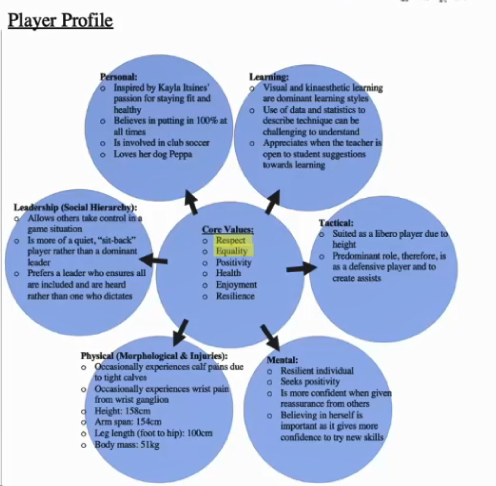 Player Profile
Personal:
o Inspired by Kayla Itsines'
passion for staying fit and
healthy
o Believes in putting in 100% at
all times
o Is involved in club soccer
o Loves her dog Peppa
Learning:
o Visual and kinaesthetic learning
are dominant learning styles
o Use of data and statistics to
describe technique can be
challenging to understand
o Appreciates when the teacher is
open to student suggestions
towards learning
Leadership (Social Hierarchy):
o Allows others take control in a
game situation
o Is more of a quiet, "sit-back"
player rather than a dominant
leader
o Prefers a leader who ensures all
are included and are heard
rather than one who dictates
Core Values:
o Respect
o Equality
o Positivity
o Health
o Enjoyment
o Resilience
Tactical:
o Suited as a libero player due to
height
o Predominant role, therefore, is
as a defensive player and to
create assists
Physical (Morphological & Injuries):
o Occasionally experiences calf pains due
to tight calves
o Occasionally experiences wrist pain
from wrist ganglion
o Height: 158cm
o Arm span: 154cm
o Leg length (foot to hip): 100cm
o Body mass: 51kg
Mental:
o Resilient individual
o Seeks positivity
o Is more confident when given
reassurance from others
o Believing in herself is
important as it gives more
confidence to try new skills